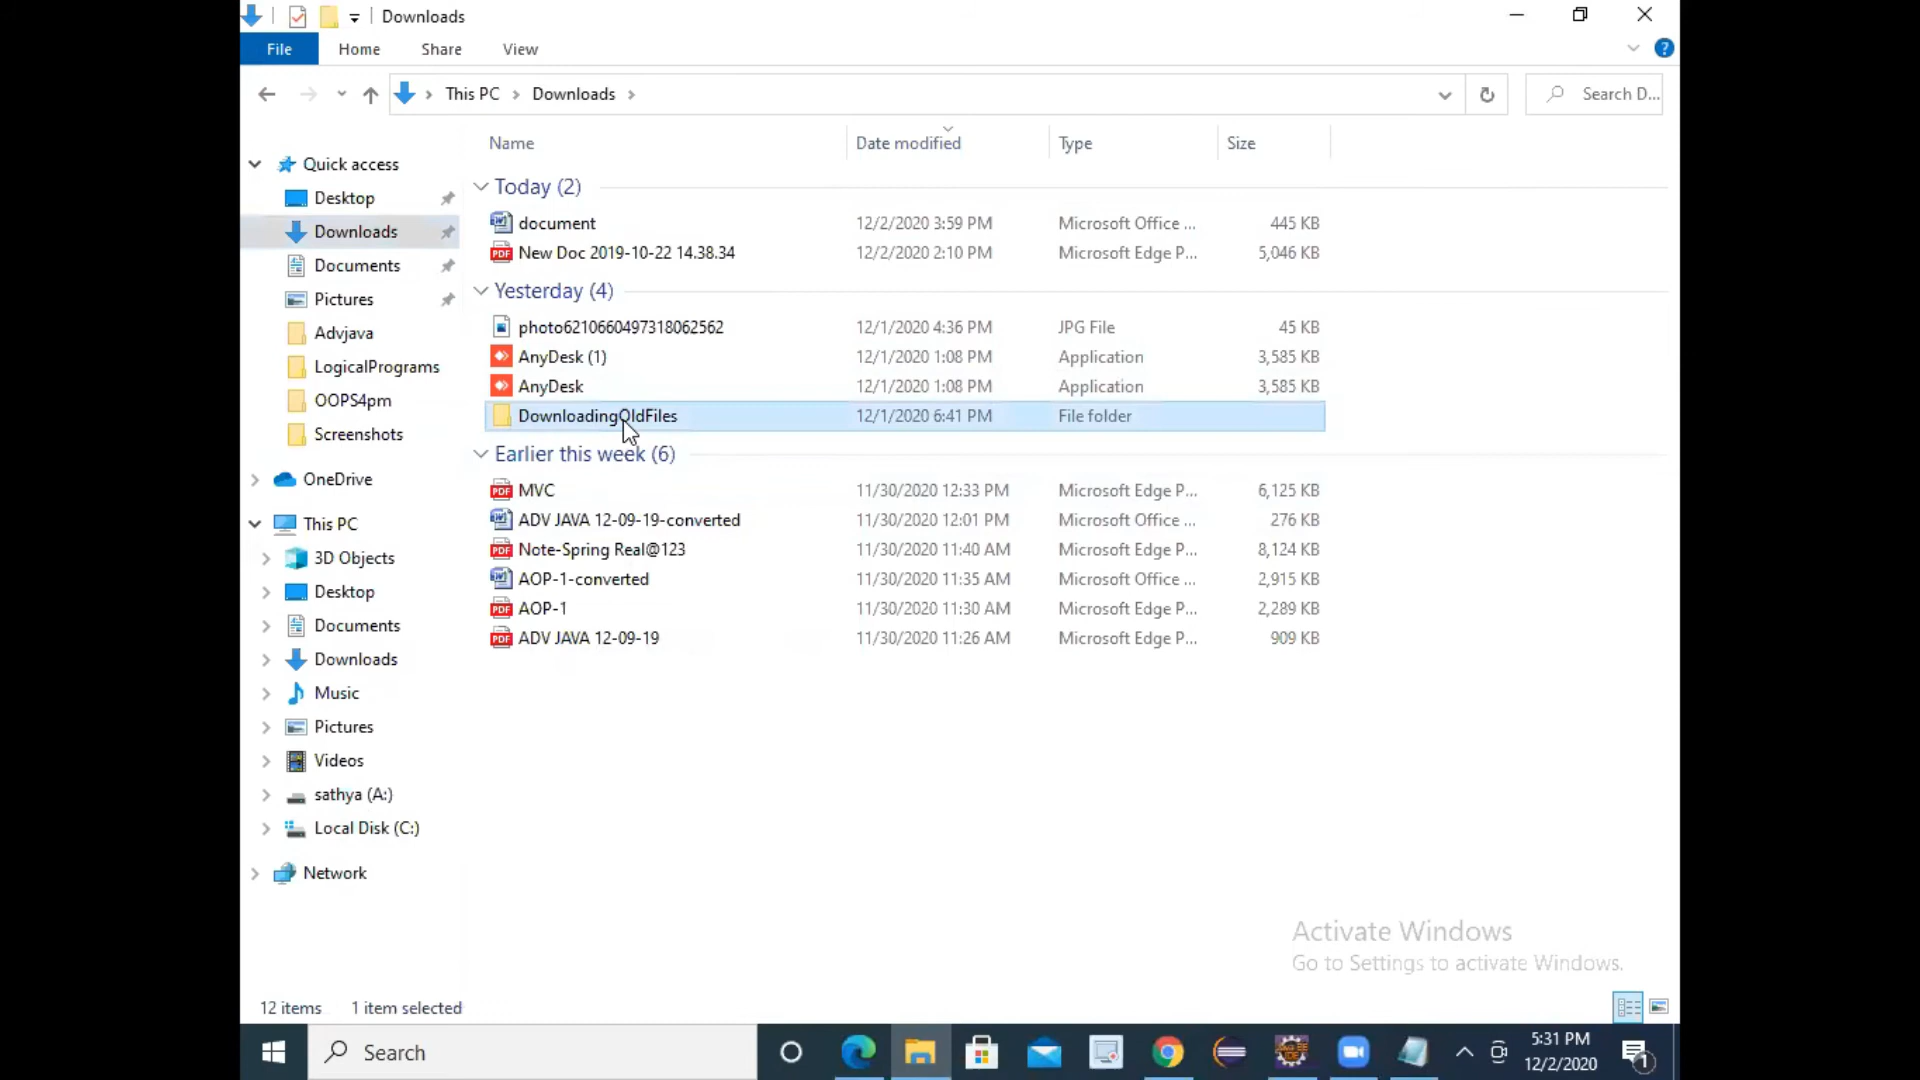 Downloads
File Home Share View
This PC Downloads Search D...
Name Date modified Type Size
Quick access
Desktop
Downloads
Documents
Pictures
Advjava
LogicalPrograms
OOPS4pm
Screenshots
OneDrive
This PC
3D Objects
Desktop
Documents
Downloads
Music
Pictures
Videos
sathya (A:)
Local Disk (C:)
Network
Today (2)
document 12/2/2020 3:59 PM Microsoft Office ... 445 KB
PDF New Doc 2019-10-22 14.38.34 12/2/2020 2:10 PM Microsoft Edge P... 5,046 KB
Yesterday (4)
photo6210660497318062562 12/1/2020 4:36 PM JPG File 45 KB
AnyDesk (1) 12/1/2020 1:08 PM Application 3,585 KB
AnyDesk 12/1/2020 1:08 PM Application 3,585 KB
DownloadingOldFiles 12/1/2020 6:41 PM File folder
Earlier this week (6)
PDF MVC 11/30/2020 12:33 PM Microsoft Edge P... 6,125 KB
ADV JAVA 12-09-19-converted 11/30/2020 12:01 PM Microsoft Office ... 276 KB
PDF Note-Spring Real@123 11/30/2020 11:40 AM Microsoft Edge P... 8,124 KB
AOP-1-converted 11/30/2020 11:35 AM Microsoft Office ... 2,915 KB
PDF AOP-1 11/30/2020 11:30 AM Microsoft Edge P... 2,289 KB
PDF ADV JAVA 12-09-19 11/30/2020 11:26 AM Microsoft Edge P... 909 KB
Activate Windows
Go to Settings to activate Windows.
12 items 1 item selected
Search
5:31 PM
12/2/2020
1